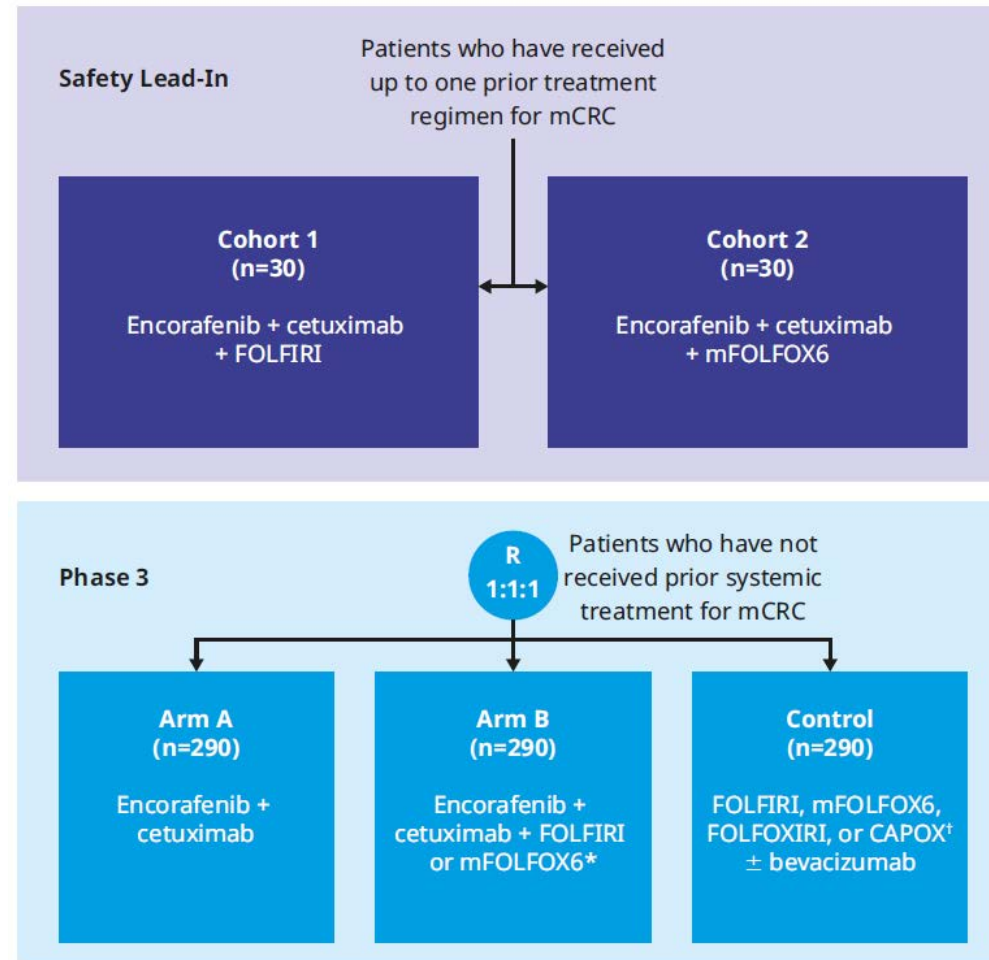 Safety Lead-In
Patients who have received
up to one prior treatment
regimen for mCRC
Cohort 1
(n=30)
Encorafenib + cetuximab
+ FOLFIRI
Cohort 2
(n=30)
Encorafenib + cetuximab
+ mFOLFOX6
Phase 3
R
1:1:1
Patients who have not
received prior systemic
treatment for mCRC
Arm A
(n=290)
Encorafenib +
cetuximab
Arm B
(n=290)
Encorafenib +
cetuximab + FOLFIRI
or mFOLFOX6*
Control
(n=290)
FOLFIRI, mFOLFOX6,
FOLFOXIRI, or CAPOX†
± bevacizumab